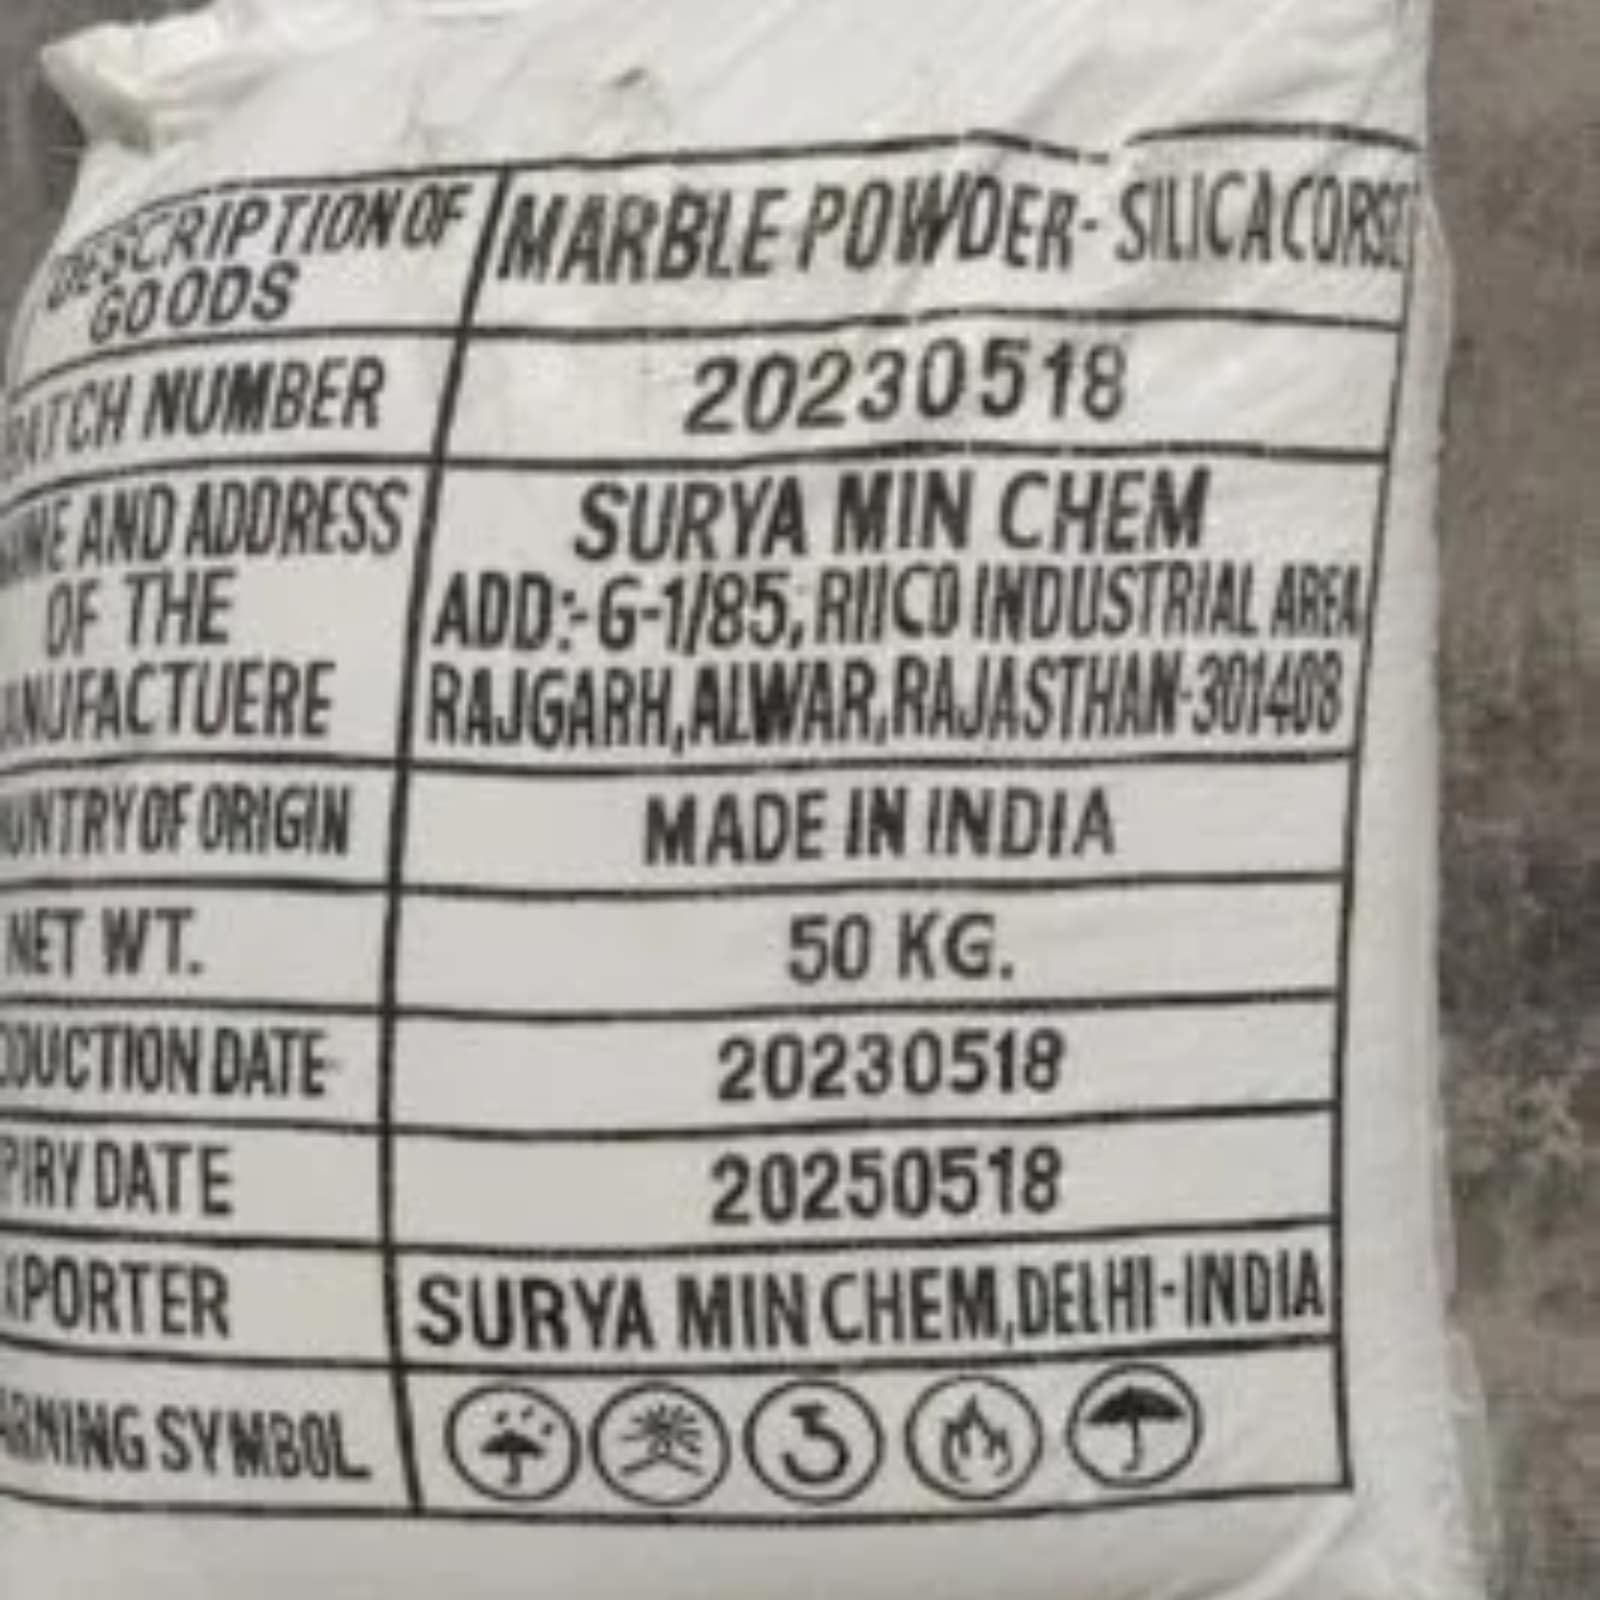 DESCRIPTION OF MARBLE POWDER- SILICA CORSE
GOODS
BATCH NUMBER 20230518
NAME AND ADDRESS SURYA MIN CHEM
OF THE ADD:-G-1/85, RIICO INDUSTRIAL AREA
MANUFACTUERE RAJGARH,ALWAR,RAJASTHAN-301408
COUNTRY OF ORIGIN MADE IN INDIA
NET WT. 50 KG.
PRODUCTION DATE 20230518
EXPIRY DATE 20250518
EXPORTER SURYA MIN CHEM,DELHI-INDIA
WARNING SYMBOL